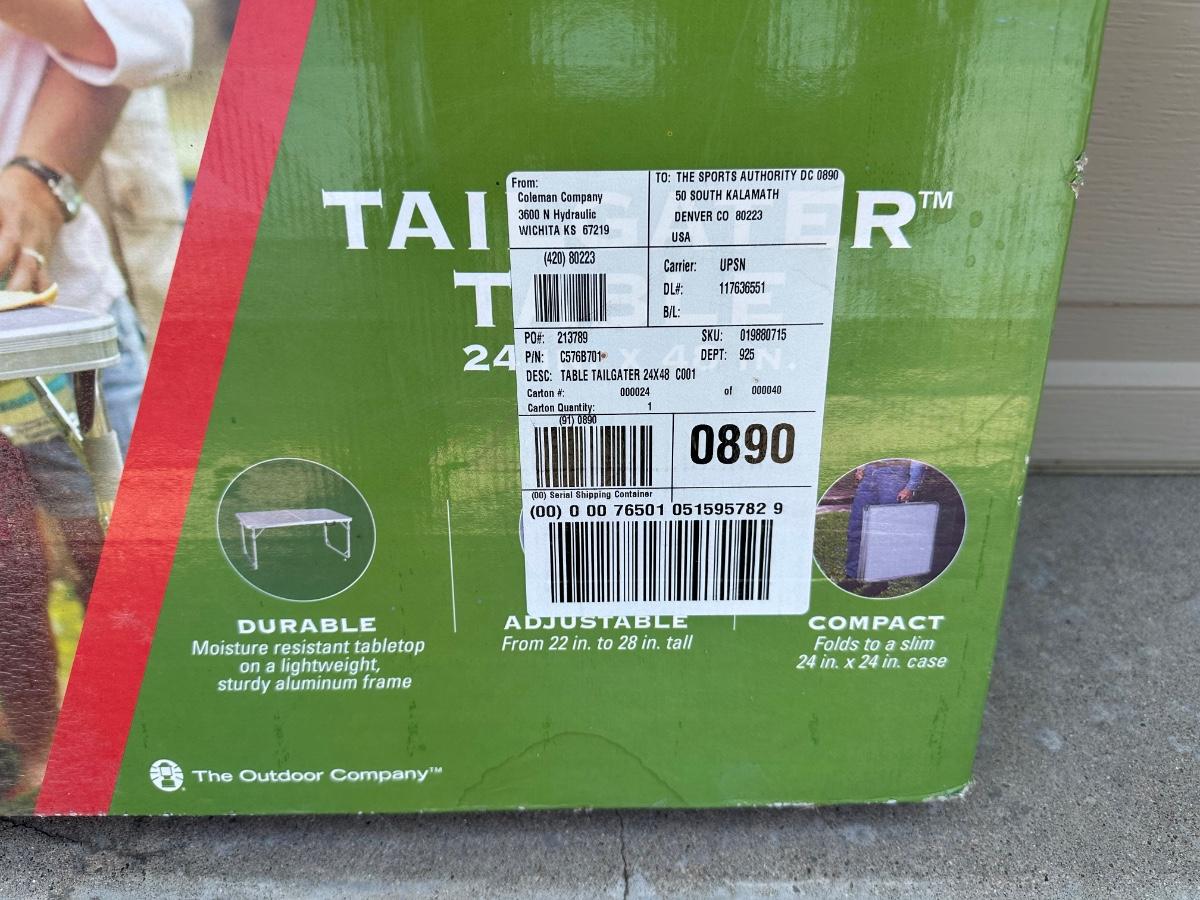 TAI R™
T
24
From:
Coleman Company
3600 N Hydraulic
WICHITA KS 67219
TO: THE SPORTS AUTHORITY DC 0890
50 SOUTH KALAMATH
DENVER CO 80223
USA
(420) 80223
Carrier: UPSN
DL#: 117636551
B/L:
PO#: 213789 SKU: 019880715
P/N: C576B701 DEPT: 925
DESC: TABLE TAILGATER 24X48 C001
Carton #: 000024 of 000040
Carton Quantity: 1
(91) 0890
0890
(00) Serial Shipping Container
(00) 0 00 76501 051595782 9
DURABLE
Moisture resistant tabletop
on a lightweight,
sturdy aluminum frame
ADJUSTABLE
From 22 in. to 28 in. tall
COMPACT
Folds to a slim
24 in. x 24 in. case
The Outdoor Company™